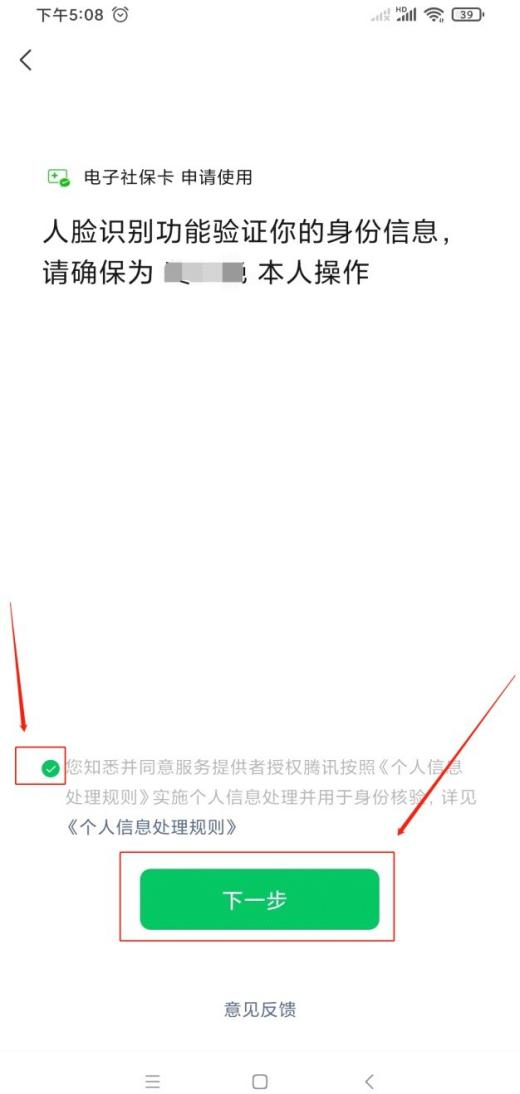 下午5:08
HD
39
电子社保卡 申请使用
人脸识别功能验证你的身份信息，
请确保为 本人操作
您知悉并同意服务提供者授权腾讯按照《个人信息
处理规则》实施个人信息处理并用于身份核验，详见
《个人信息处理规则》
下一步
意见反馈